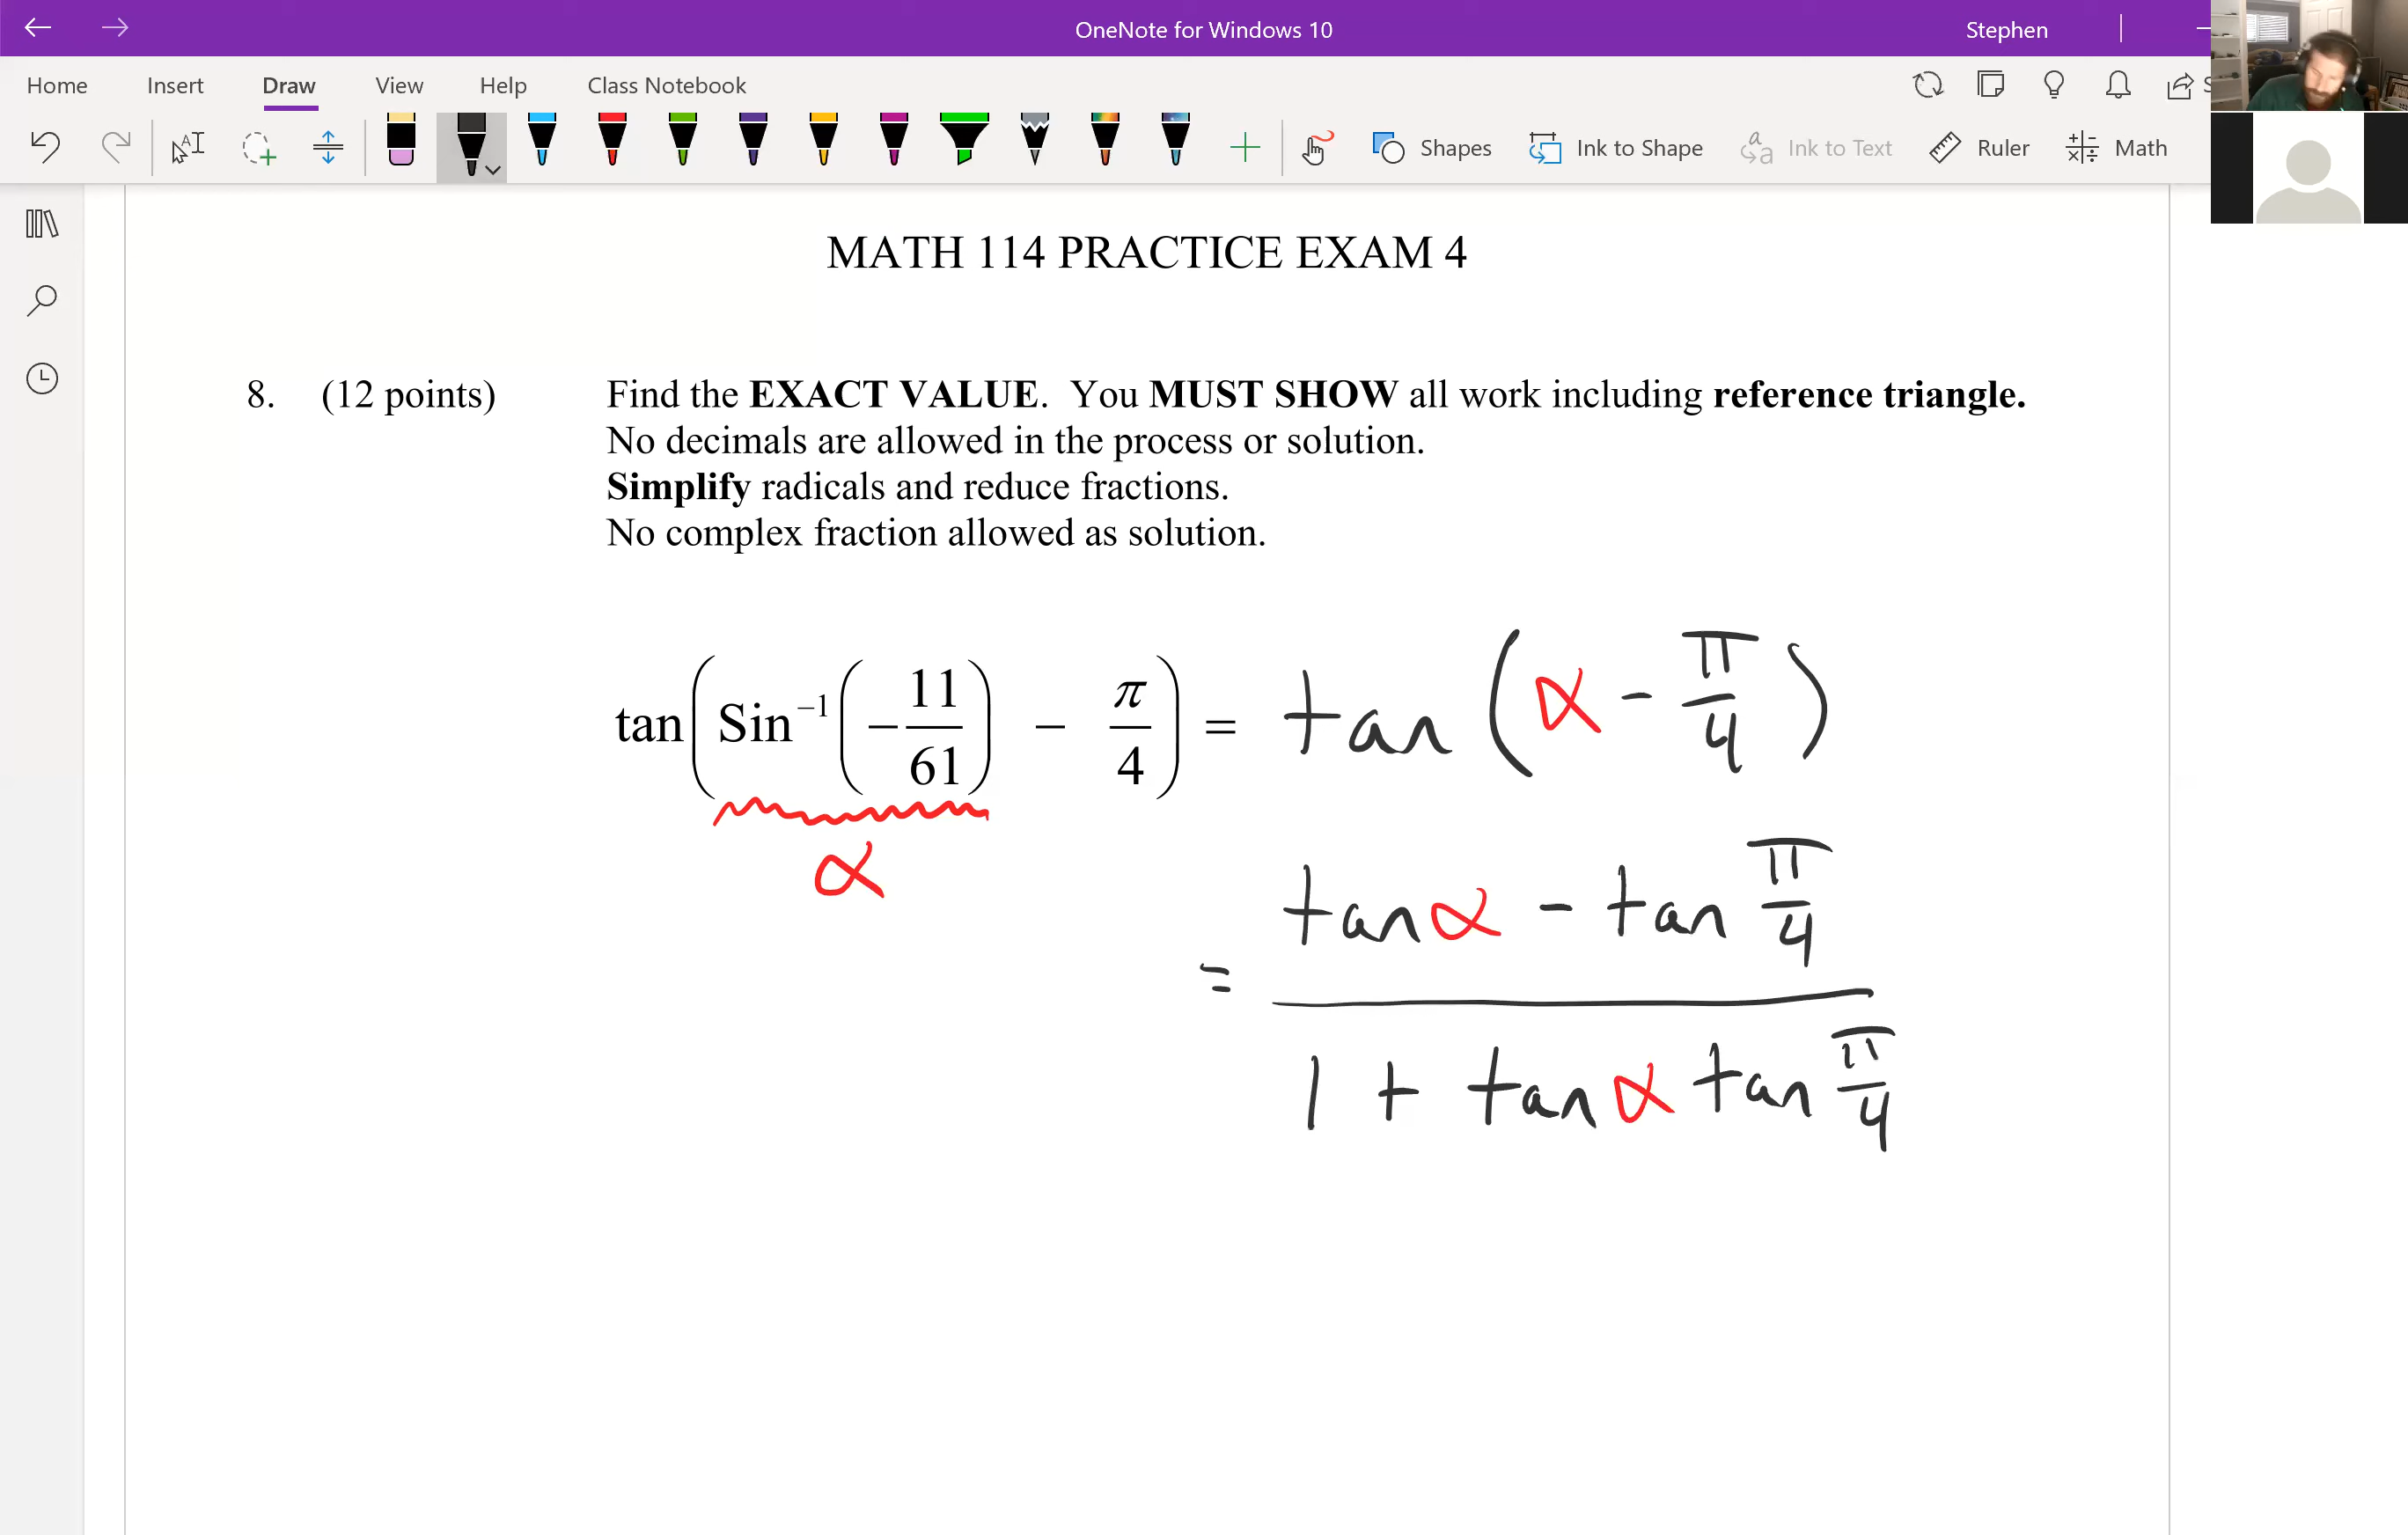 OneNote for Windows 10
Stephen
Home Insert Draw View Help Class Notebook
Shapes Ink to Shape Ink to Text Ruler Math
MATH 114 PRACTICE EXAM 4
8. (12 points) Find the EXACT VALUE. You MUST SHOW all work including reference triangle.
No decimals are allowed in the process or solution.
Simplify radicals and reduce fractions.
No complex fraction allowed as solution.
tan(Sin⁻¹(−11/61) − π/4) = tan(α − π/4)
α
= (tanα − tan π/4) / (1 + tanα tan π/4)